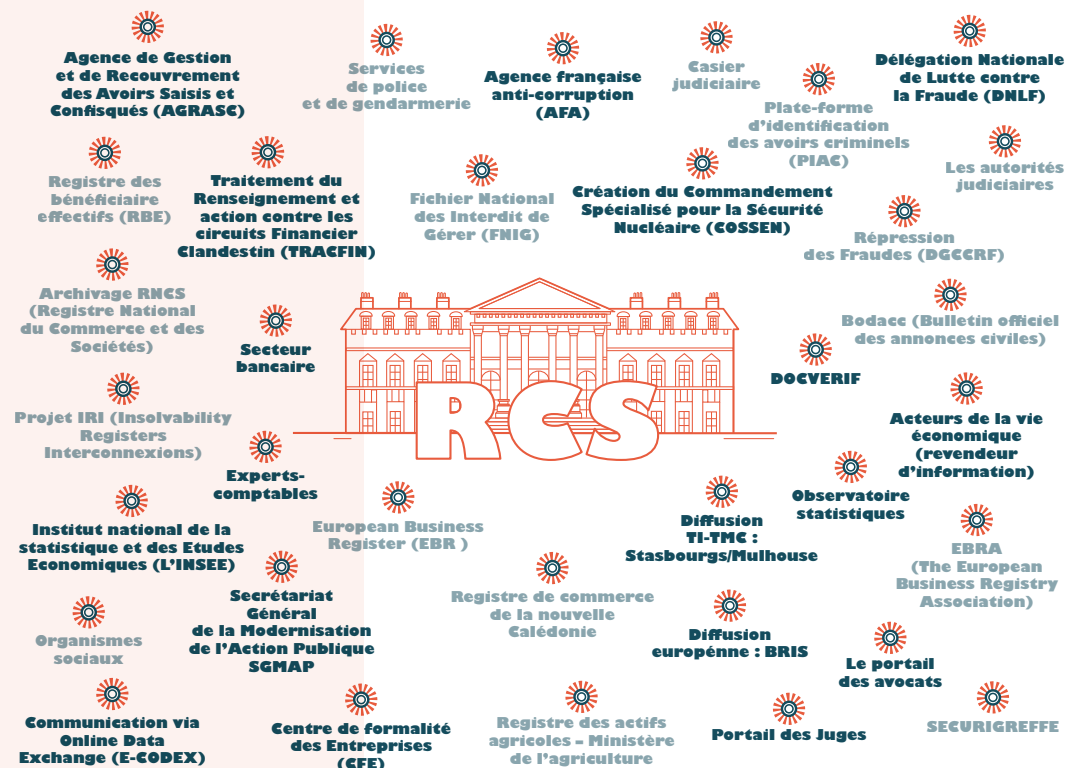 Agence de Gestion
et de Recouvrement
des Avoirs Saisis et
Confisqués (AGRASC)
Services
de police
et de gendarmerie
Agence française
anti-corruption
(AFA)
Casier
judiciaire
Plate-forme
d'identification
des avoirs criminels
(PIAC)
Délégation Nationale
de Lutte contre
la Fraude (DNLF)
Registre des
bénéficiaire
effectifs (RBE)
Traitement du
Renseignement et
action contre les
circuits Financier
Clandestin (TRACFIN)
Fichier National
des Interdit de
Gérer (FNIG)
Création du Commandement
Spécialisé pour la Sécurité
Nucléaire (COSSEN)
Les autorités
judiciaires
Répression
des Fraudes (DGCCRF)
Archivage RNCS
(Registre National
du Commerce et des
Sociétés)
Secteur
bancaire
Bodacc (Bulletin officiel
des annonces civiles)
DOCVERIF
RCS
Projet IRI (Insolvability
Registers
Interconnexions)
Acteurs de la vie
économique
(revendeur
d'information)
Experts-
comptables
Observatoire
statistiques
Institut national de la
statistique et des Etudes
Economiques (L'INSEE)
European Business
Register (EBR )
Diffusion
TI-TMC :
Stasbourgs/Mulhouse
EBRA
(The European
Business Registry
Association)
Secrétariat
Général
de la Modernisation
de l'Action Publique
SGMAP
Registre de commerce
de la nouvelle
Calédonie
Diffusion
europénne : BRIS
Organismes
sociaux
Le portail
des avocats
Communication via
Online Data
Exchange (E-CODEX)
Centre de formalité
des Entreprises
(CFE)
Registre des actifs
agricoles – Ministère
de l'agriculture
Portail des Juges
SECURIGREFFE